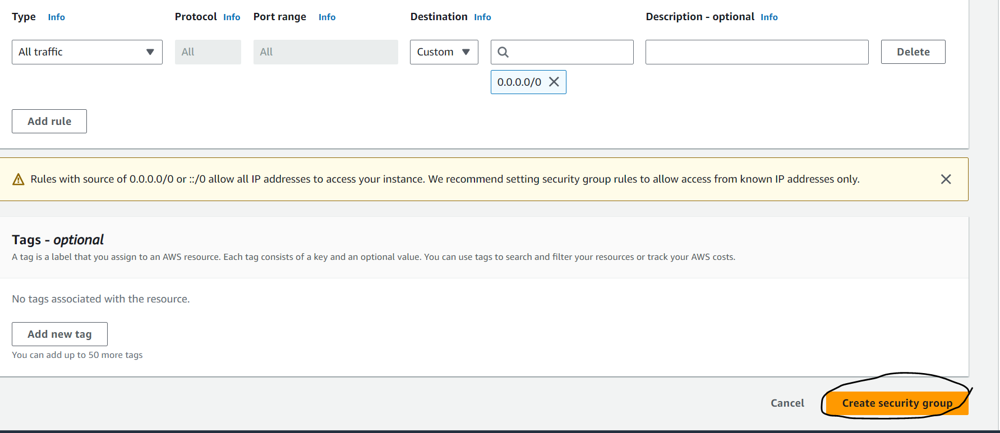 Type Info Protocol Info Port range Info Destination Info Description - optional Info
All traffic All All Custom Delete
0.0.0.0/0
Add rule
Rules with source of 0.0.0.0/0 or ::/0 allow all IP addresses to access your instance. We recommend setting security group rules to allow access from known IP addresses only.
Tags - optional
A tag is a label that you assign to an AWS resource. Each tag consists of a key and an optional value. You can use tags to search and filter your resources or track your AWS costs.
No tags associated with the resource.
Add new tag
You can add up to 50 more tags
Cancel Create security group